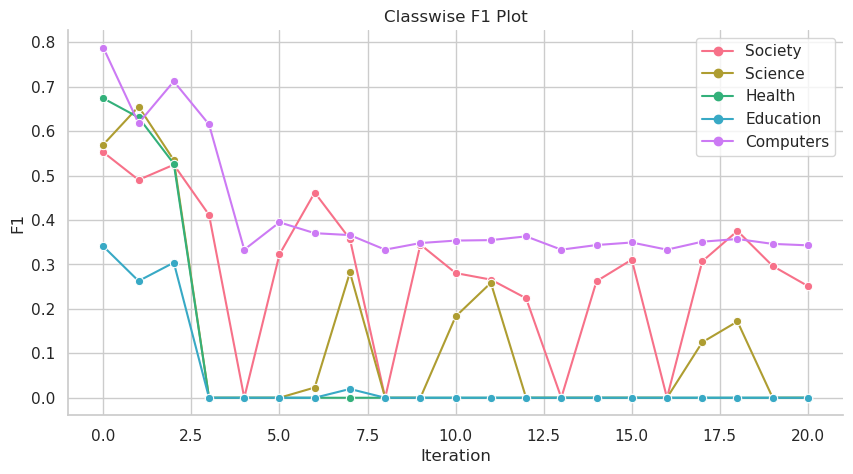 Classwise F1 Plot
Society
Science
Health
Education
Computers
F1
0.8
0.7
0.6
0.5
0.4
0.3
0.2
0.1
0.0
0.0 2.5 5.0 7.5 10.0 12.5 15.0 17.5 20.0
Iteration